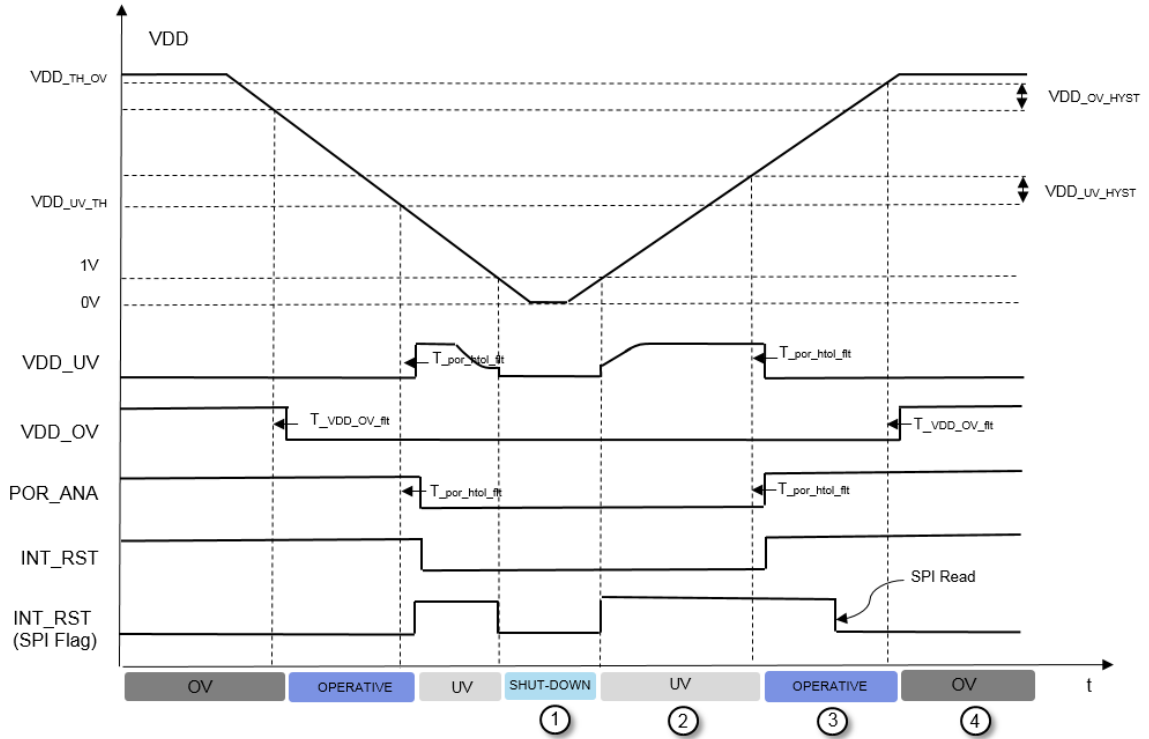 VDD
VDD_TH_OV
VDD_OV_HYST
VDD_UV_TH
VDD_UV_HYST
1V
0V
VDD_UV
T_por_htol_flt
T_por_htol_flt
VDD_OV
T_VDD_OV_flt
T_VDD_OV_flt
POR_ANA
T_por_htol_flt
T_por_htol_flt
INT_RST
SPI Read
INT_RST
(SPI Flag)
OV OPERATIVE UV SHUT-DOWN UV OPERATIVE OV t
1 2 3 4